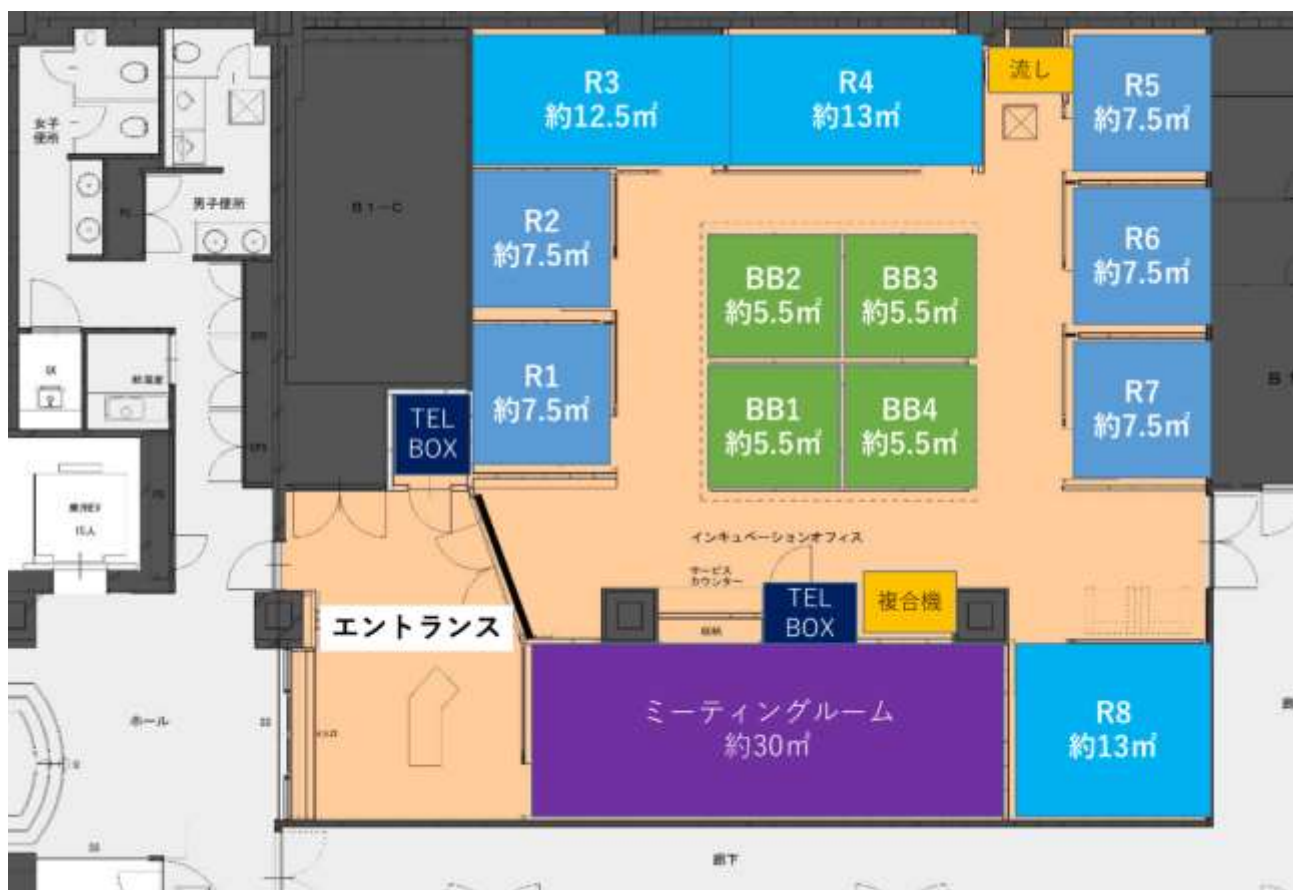 R3
約12.5㎡
R4
約13㎡
流し
R5
約7.5㎡
女子
便所
男子便所
B1-C
R2
約7.5㎡
BB2
約5.5㎡
BB3
約5.5㎡
R6
約7.5㎡
R1
約7.5㎡
BB1
約5.5㎡
BB4
約5.5㎡
R7
約7.5㎡
TEL
BOX
インキュベーションオフィス
サービス
カウンター
TEL
BOX
複合機
エントランス
ホール
ミーティングルーム
約30㎡
R8
約13㎡
廊下